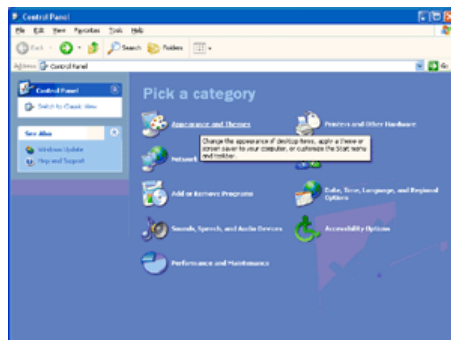 Control Panel
File Edit View Favorites Tools Help
Back Search Folders
Address Control Panel Go
Control Panel
Switch to Classic View
See Also
Windows Update
Help and Support
Pick a category
Appearance and Themes
Printers and Other Hardware
Change the appearance of desktop items, apply a theme or
screen saver to your computer, or customize the Start menu
and taskbar.
Network
Add or Remove Programs
Date, Time, Language, and Regional
Options
Sounds, Speech, and Audio Devices
Accessibility Options
Performance and Maintenance